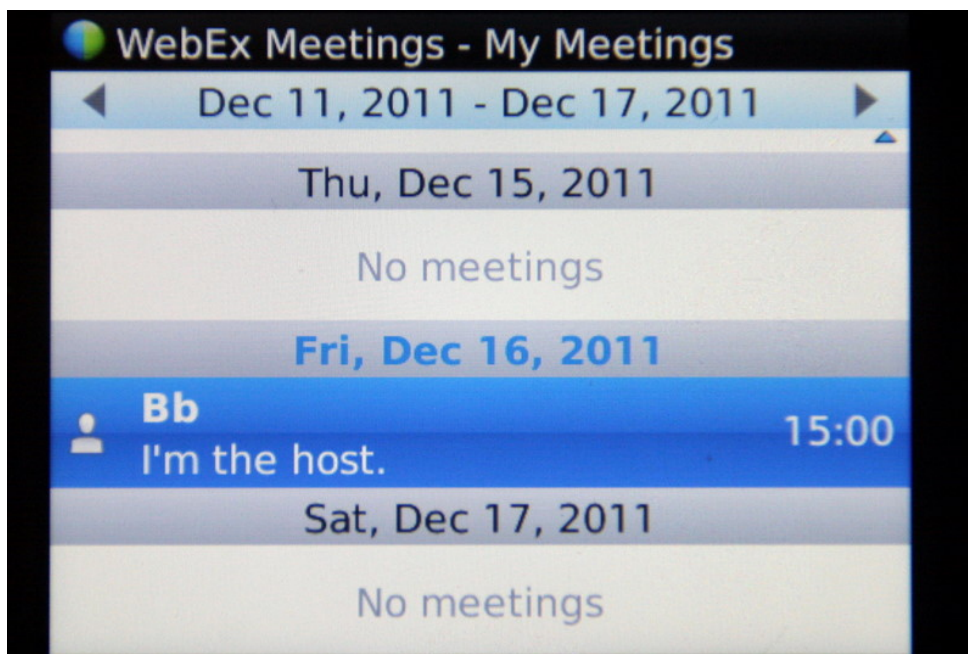 WebEx Meetings - My Meetings
Dec 11, 2011 - Dec 17, 2011
Thu, Dec 15, 2011
No meetings
Fri, Dec 16, 2011
Bb
15:00
I'm the host.
Sat, Dec 17, 2011
No meetings